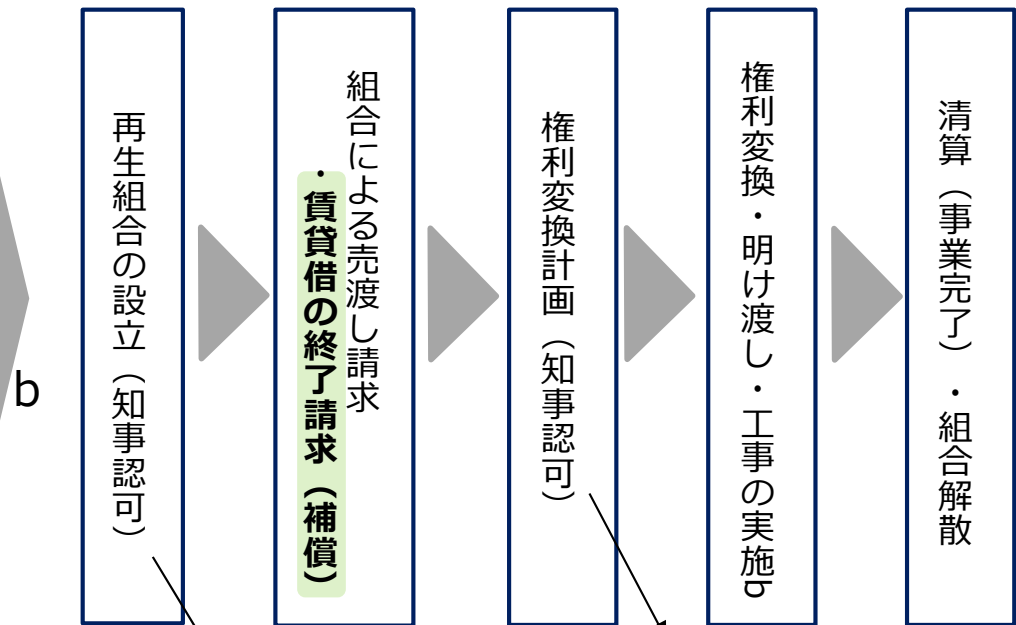 b
再生組合の設立（知事認可）
組合による売渡し請求
・賃貸借の終了請求（補償）
権利変換計画（知事認可）
権利変換・明け渡し・工事の実施b
清算（事業完了）・組合解散